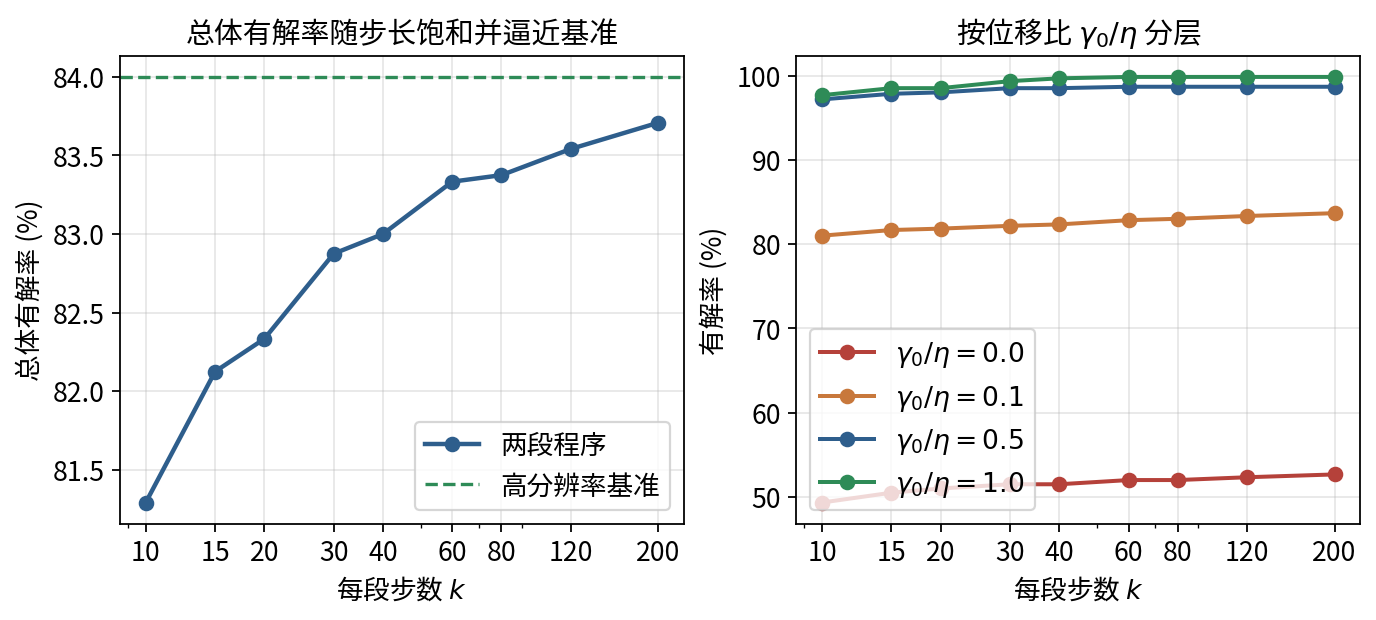 总体有解率随步长饱和并逼近基准
84.0
83.5
83.0
82.5
82.0
81.5
总体有解率 (%)
10 15 20 30 40 60 80 120 200
每段步数 k
两段程序
高分辨率基准
按位移比 γ₀/η 分层
100
90
80
70
60
50
有解率 (%)
10 15 20 30 40 60 80 120 200
每段步数 k
γ₀/η = 0.0
γ₀/η = 0.1
γ₀/η = 0.5
γ₀/η = 1.0